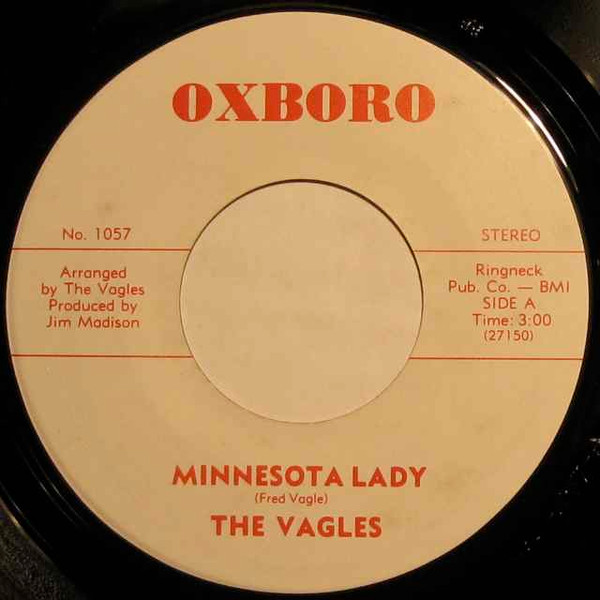 OXBORO
No. 1057
STEREO
Arranged
by The Vagles
Produced by
Jim Madison
Ringneck
Pub. Co. — BMI
SIDE A
Time: 3:00
(27150)
MINNESOTA LADY
(Fred Vagle)
THE VAGLES